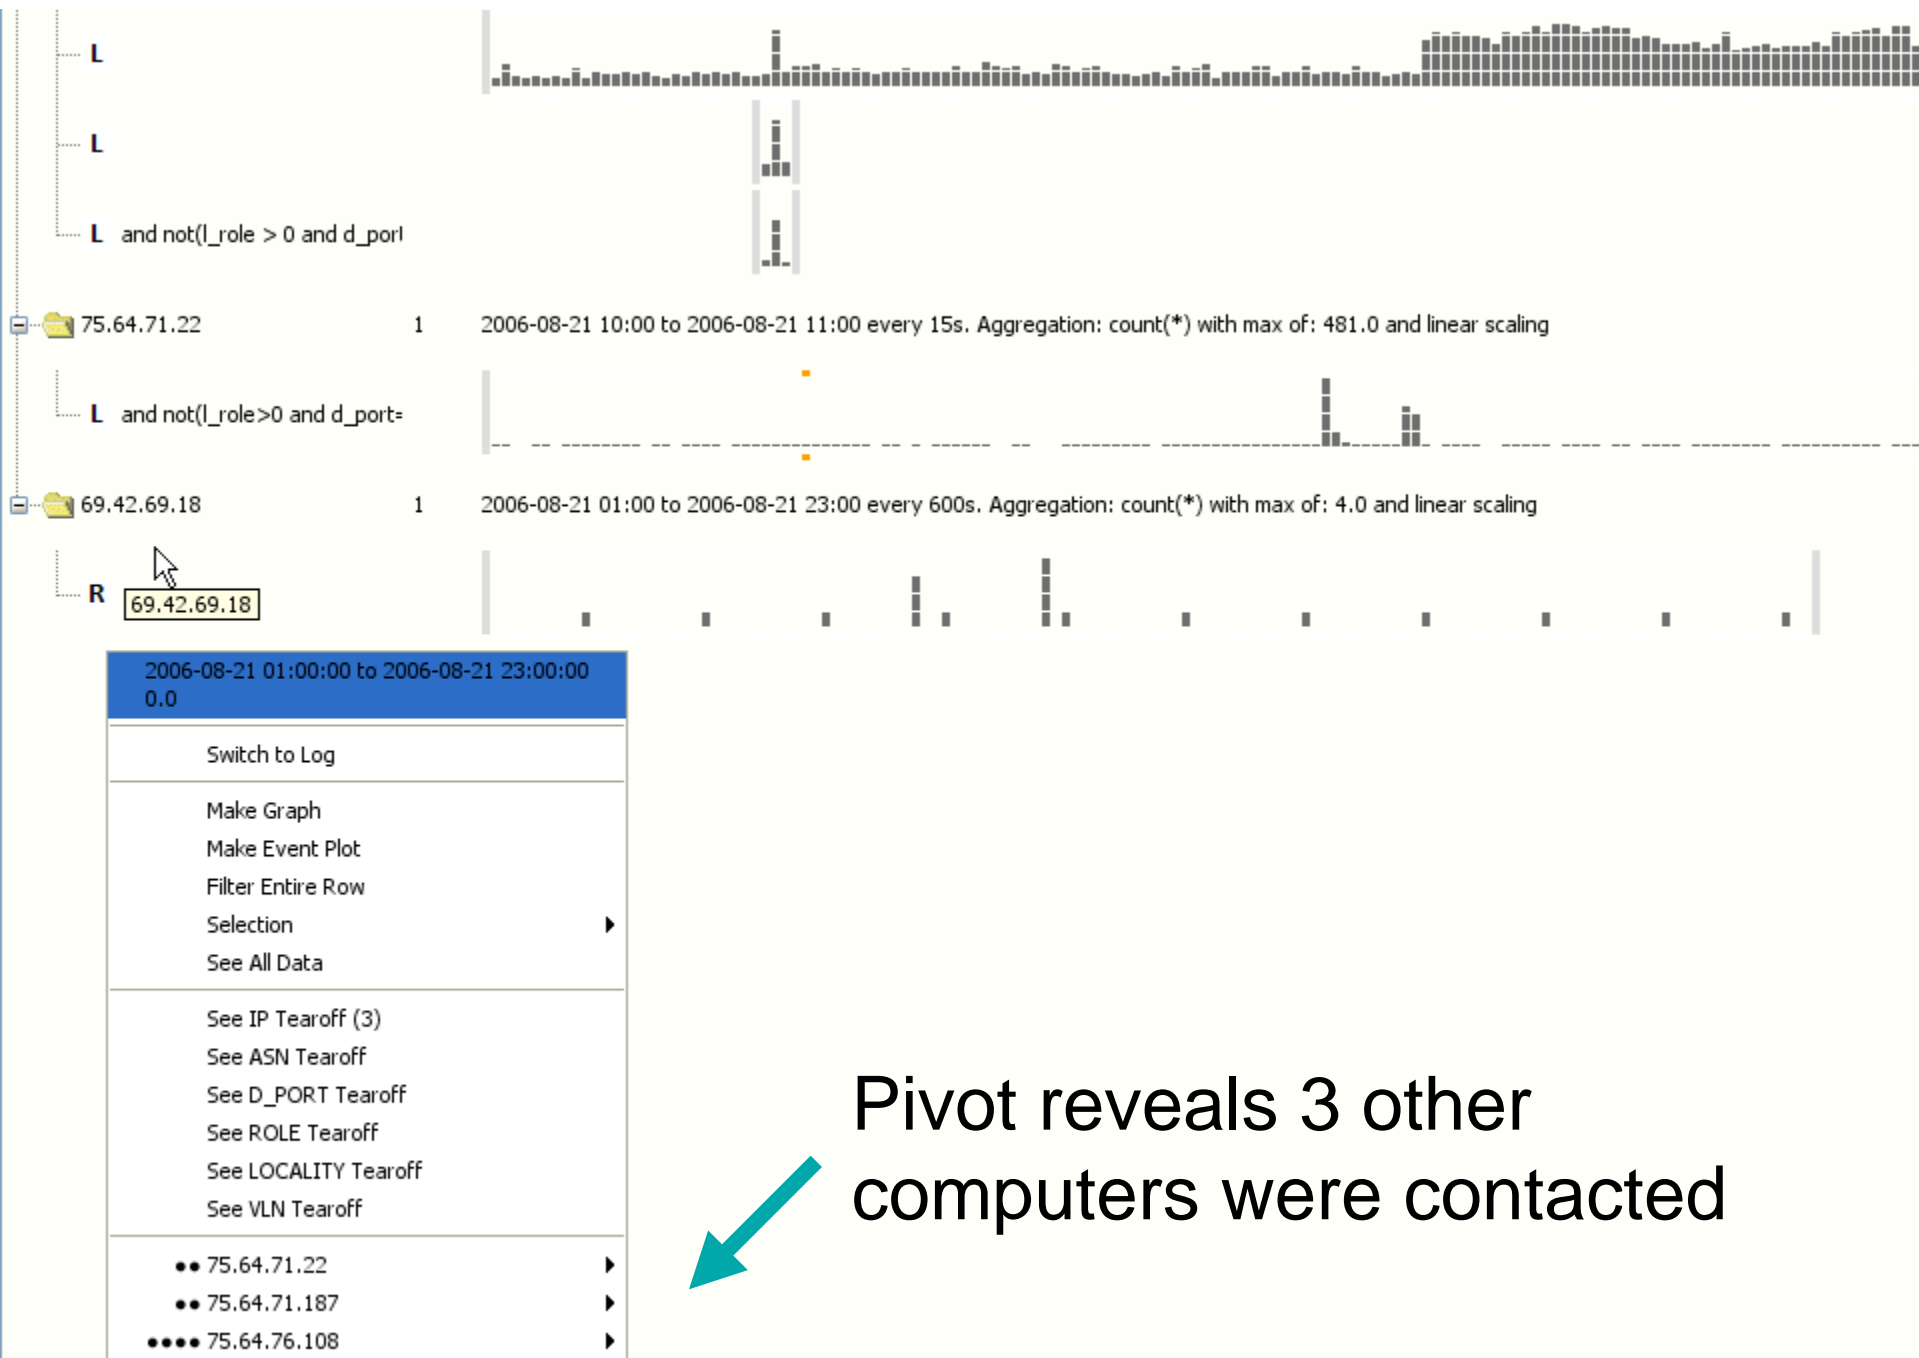 L
L
L and not(l_role > 0 and d_port
75.64.71.22 1 2006-08-21 10:00 to 2006-08-21 11:00 every 15s. Aggregation: count(*) with max of: 481.0 and linear scaling
L and not(l_role>0 and d_port=
69.42.69.18 1 2006-08-21 01:00 to 2006-08-21 23:00 every 600s. Aggregation: count(*) with max of: 4.0 and linear scaling
R 69.42.69.18
2006-08-21 01:00:00 to 2006-08-21 23:00:00
0.0
Switch to Log
Make Graph
Make Event Plot
Filter Entire Row
Selection
See All Data
See IP Tearoff (3)
See ASN Tearoff
See D_PORT Tearoff
See ROLE Tearoff
See LOCALITY Tearoff
See VLN Tearoff
75.64.71.22
75.64.71.187
75.64.76.108
Pivot reveals 3 other
computers were contacted